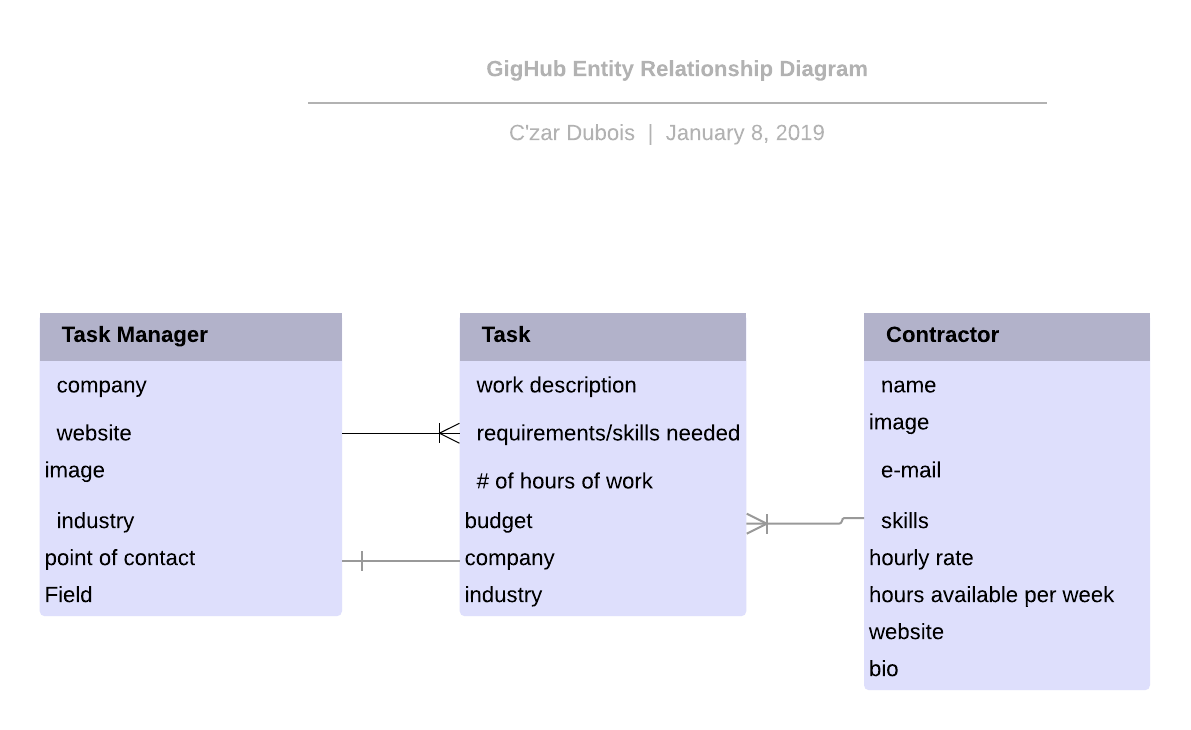 GigHub Entity Relationship Diagram
C'zar Dubois | January 8, 2019
Task Manager
company
website
image
industry
point of contact
Field
Task
work description
requirements/skills needed
# of hours of work
budget
company
industry
Contractor
name
image
e-mail
skills
hourly rate
hours available per week
website
bio